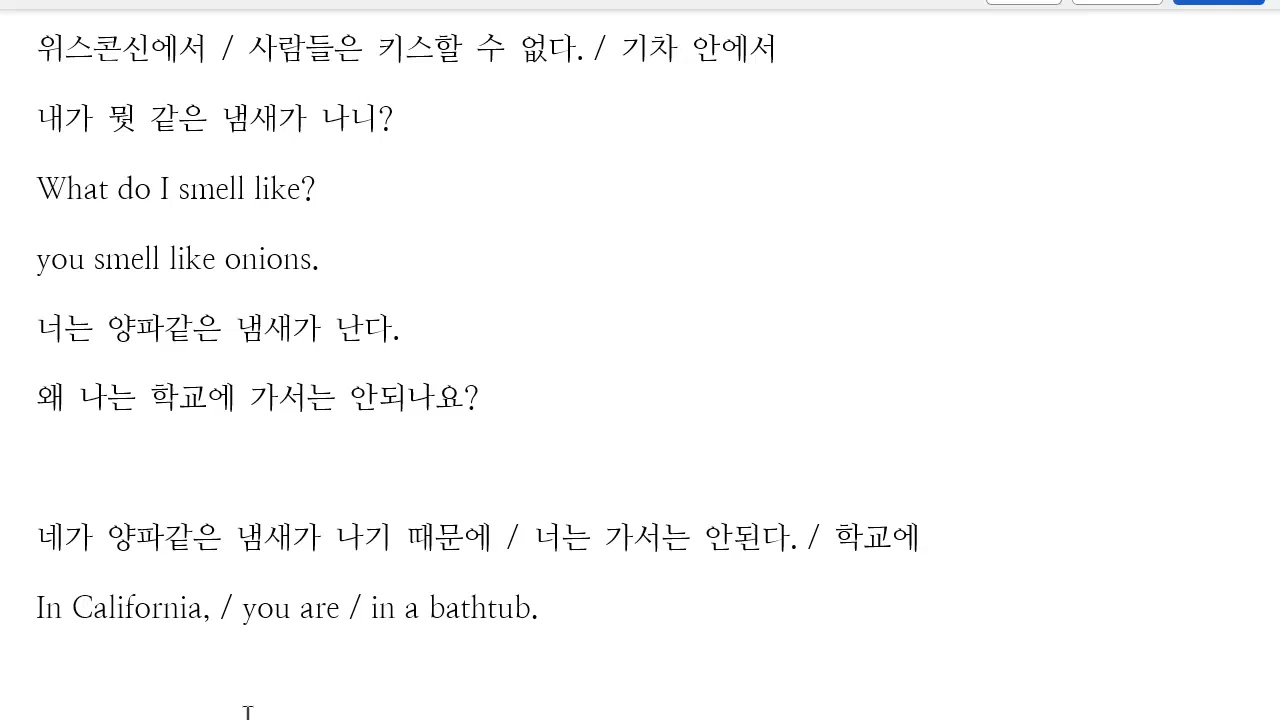 위스콘신에서 / 사람들은 키스할 수 없다. / 기차 안에서
내가 뭣 같은 냄새가 나니?
What do I smell like?
you smell like onions.
너는 양파같은 냄새가 난다.
왜 나는 학교에 가서는 안되나요?
네가 양파같은 냄새가 나기 때문에 / 너는 가서는 안된다. / 학교에
In California, / you are / in a bathtub.